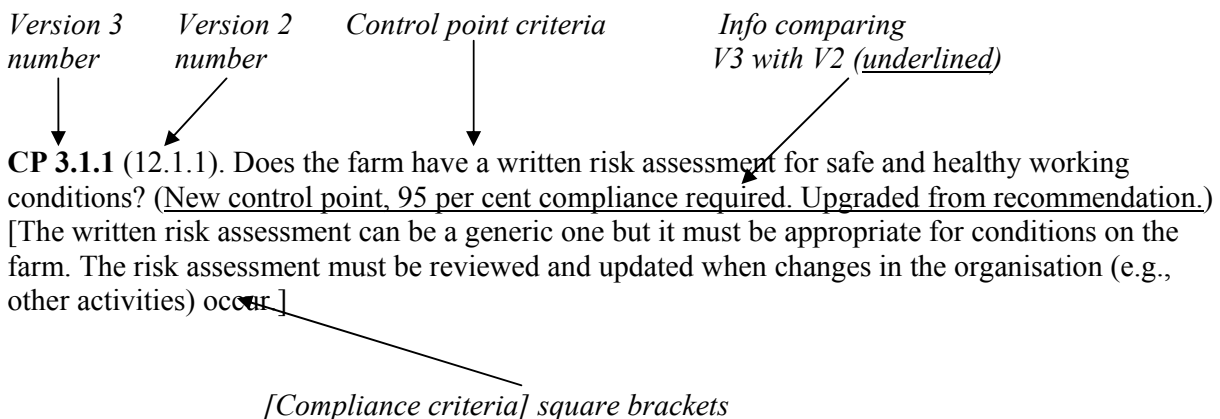 Version 3 Version 2 Control point criteria Info comparing
number number V3 with V2 (underlined)
CP 3.1.1 (12.1.1). Does the farm have a written risk assessment for safe and healthy working
conditions? (New control point, 95 per cent compliance required. Upgraded from recommendation.)
[The written risk assessment can be a generic one but it must be appropriate for conditions on the
farm. The risk assessment must be reviewed and updated when changes in the organisation (e.g.,
other activities) occur.]
[Compliance criteria] square brackets